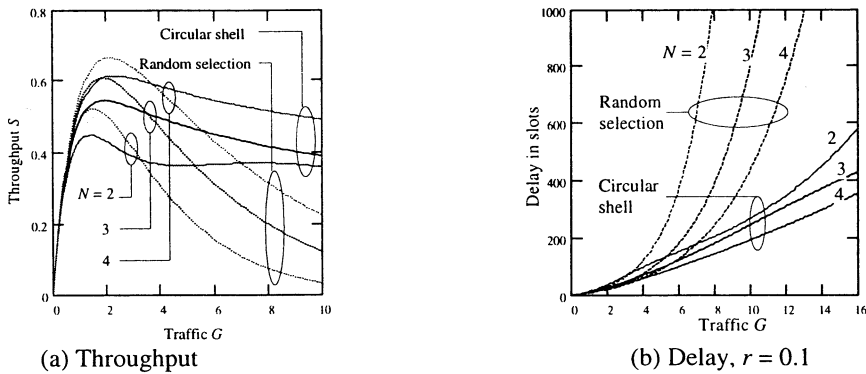 0.8
0.6
0.4
0.2
0
Throughput S
Circular shell
Random selection
N = 2
3
4
0
2
4
6
8
10
Traffic G
(a) Throughput
1000
800
600
400
200
0
Delay in slots
N = 2
3
4
Random
selection
Circular
shell
2
3
4
0
2
4
6
8
10
12
14
16
Traffic G
(b) Delay, r = 0.1